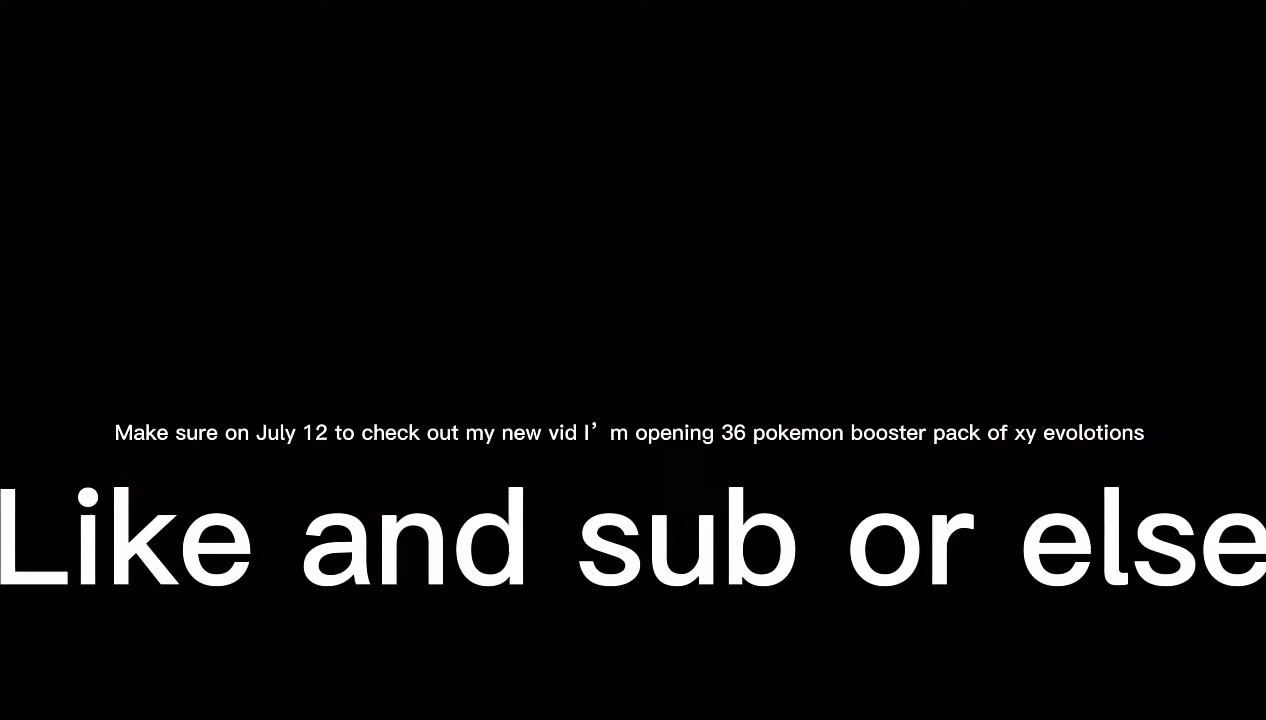 Make sure on July 12 to check out my new vid I’m opening 36 pokemon booster pack of xy evolotions
Like and sub or else